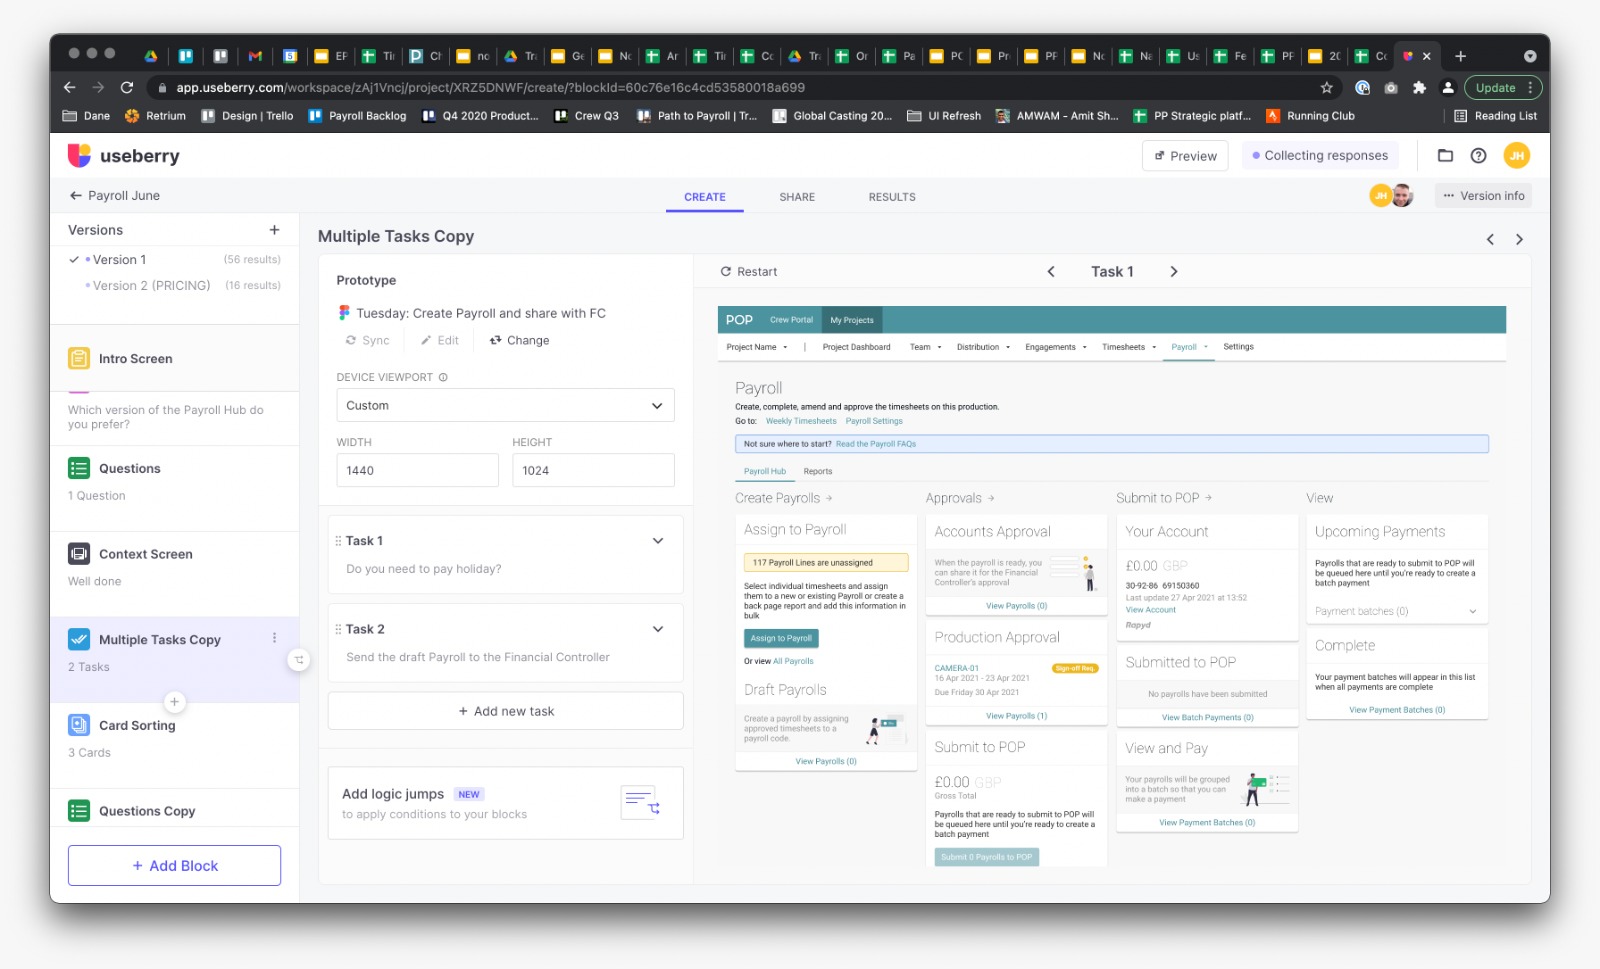 EF
Tir
Ch
no
Tra
Ge
No
Ar
Tir
Co
Tra
Or
Pa
PC
Pr
PF
No
Na
Us
Fe
PF
20
Co
app.useberry.com/workspace/zAj1Vncj/project/XRZ5DNWF/create/?blockId=60c76e16c4cd53580018a699
Update
Dane
Retrium
Design | Trello
Payroll Backlog
Q4 2020 Product...
Crew Q3
Path to Payroll | Tr...
Global Casting 20...
UI Refresh
AMWAM - Amit Sh...
PP Strategic platf...
Running Club
Reading List
useberry
Preview
Collecting responses
JH
Payroll June
CREATE
SHARE
RESULTS
JH
Version info
Versions
Version 1
(56 results)
Version 2 (PRICING)
(16 results)
Intro Screen
Which version of the Payroll Hub do
you prefer?
Questions
1 Question
Context Screen
Well done
Multiple Tasks Copy
2 Tasks
Card Sorting
3 Cards
Questions Copy
+ Add Block
Multiple Tasks Copy
Prototype
Tuesday: Create Payroll and share with FC
Sync
Edit
Change
DEVICE VIEWPORT
Custom
WIDTH
HEIGHT
1440
1024
Task 1
Do you need to pay holiday?
Task 2
Send the draft Payroll to the Financial Controller
+ Add new task
Add logic jumps
NEW
to apply conditions to your blocks
Restart
Task 1
POP
Crew Portal
My Projects
Project Name
|
Project Dashboard
Team
Distribution
Engagements
Timesheets
Payroll
Settings
Payroll
Create, complete, amend and approve the timesheets on this production.
Go to: Weekly Timesheets Payroll Settings
Not sure where to start? Read the Payroll FAQs
Payroll Hub
Reports
Create Payrolls
Assign to Payroll
117 Payroll Lines are unassigned
Select individual timesheets and assign
them to a new or existing Payroll or create a
back page report and add this information in
bulk
Assign to Payroll
Or view All Payrolls
Draft Payrolls
Create a payroll by assigning
approved timesheets to a
payroll code.
View Payrolls (0)
Approvals
Accounts Approval
When the payroll is ready, you
can share it for the Financial
Controller's approval
View Payrolls (0)
Production Approval
CAMERA-01
Sign-off Req.
16 Apr 2021 - 23 Apr 2021
Due Friday 30 Apr 2021
View Payrolls (1)
Submit to POP
£0.00 GBP
Gross Total
Payrolls that are ready to submit to POP will
be queued here until you're ready to create a
batch payment
Submit 0 Payrolls to POP
Submit to POP
Your Account
£0.00 GBP
30-92-86 69150360
Last update 27 Apr 2021 at 13:52
View Account
Rapyd
Submitted to POP
No payrolls have been submitted
View Batch Payments (0)
View and Pay
Your payrolls will be grouped
into a batch so that you can
make a payment
View Payment Batches (0)
View
Upcoming Payments
Payrolls that are ready to submit to POP will
be queued here until you're ready to create a
batch payment
Payment batches (0)
Complete
Your payment batches will appear in this list
when all payments are complete
View Payment Batches (0)